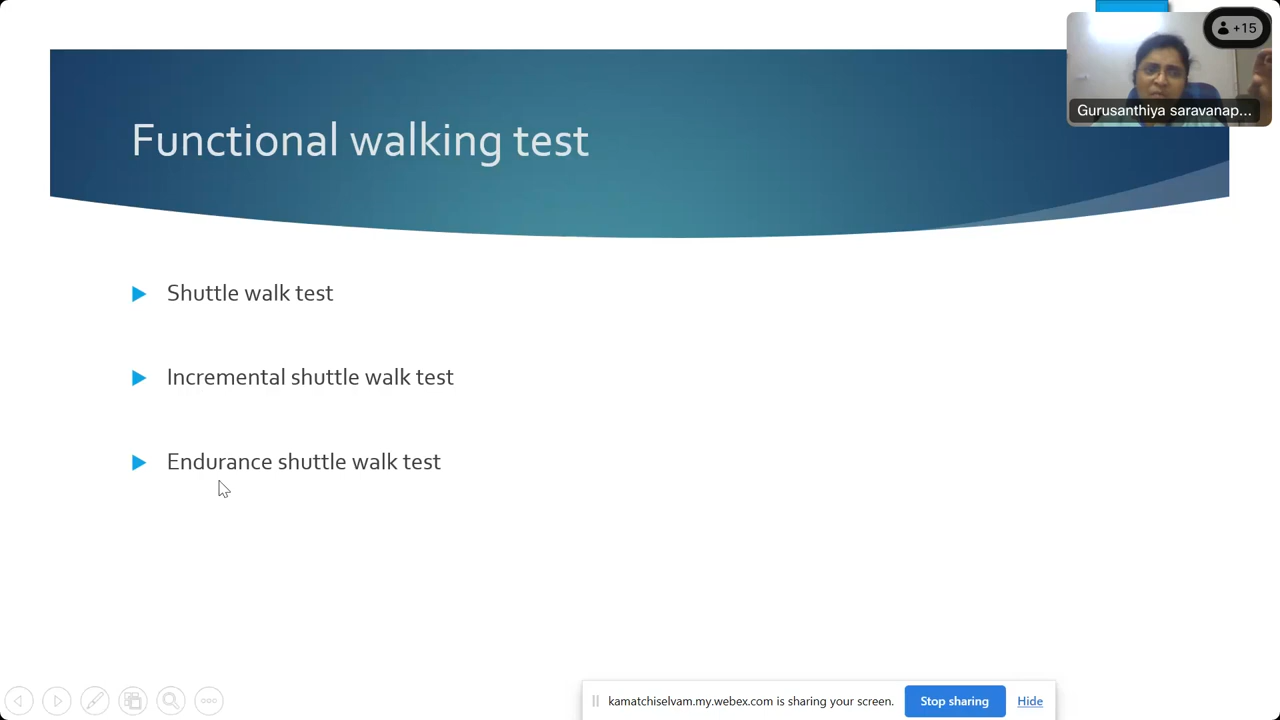 +15
Gurusanthiya saravanap...
Functional walking test
Shuttle walk test
Incremental shuttle walk test
Endurance shuttle walk test
kamatchiselvam.my.webex.com is sharing your screen.
Stop sharing
Hide